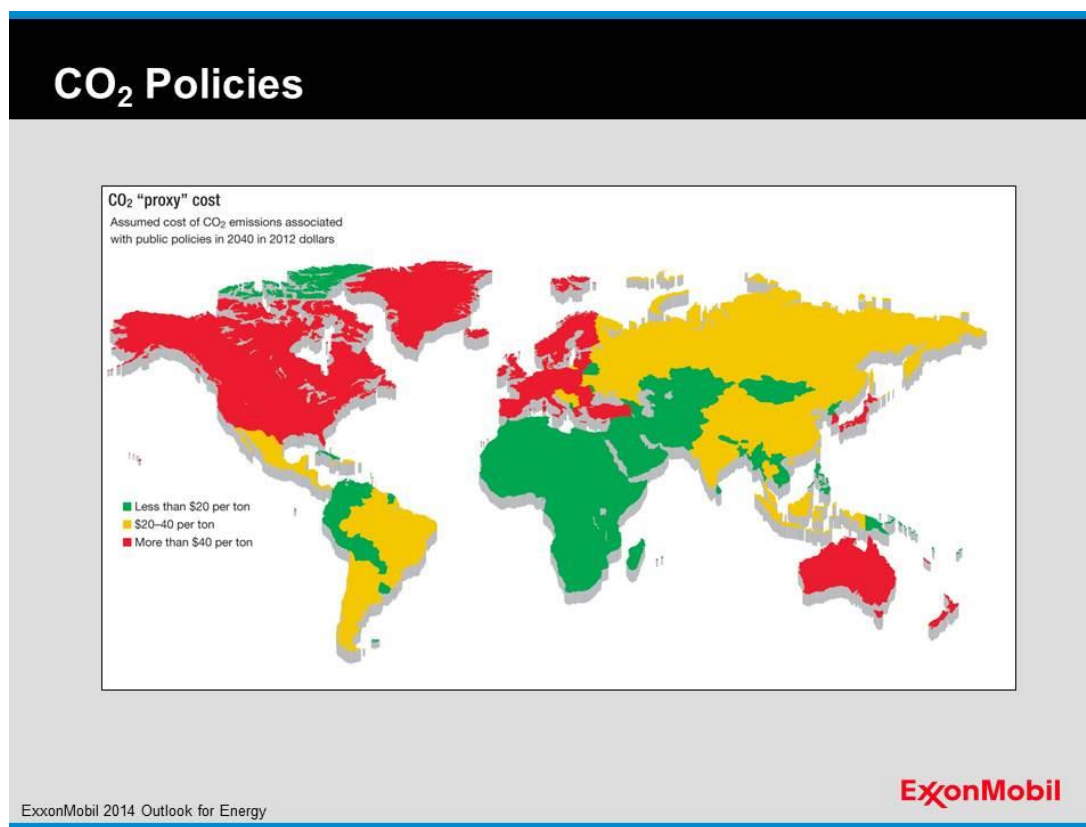 CO₂ Policies
CO₂ “proxy” cost
Assumed cost of CO₂ emissions associated
with public policies in 2040 in 2012 dollars
Less than $20 per ton
$20–40 per ton
More than $40 per ton
ExxonMobil
ExxonMobil 2014 Outlook for Energy